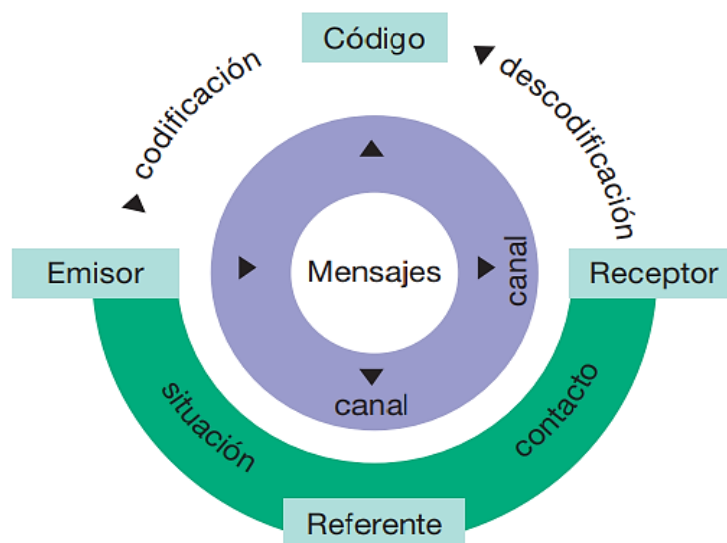 Código
codificación
descodificación
Emisor
Mensajes
canal
Receptor
canal
situación
contacto
Referente